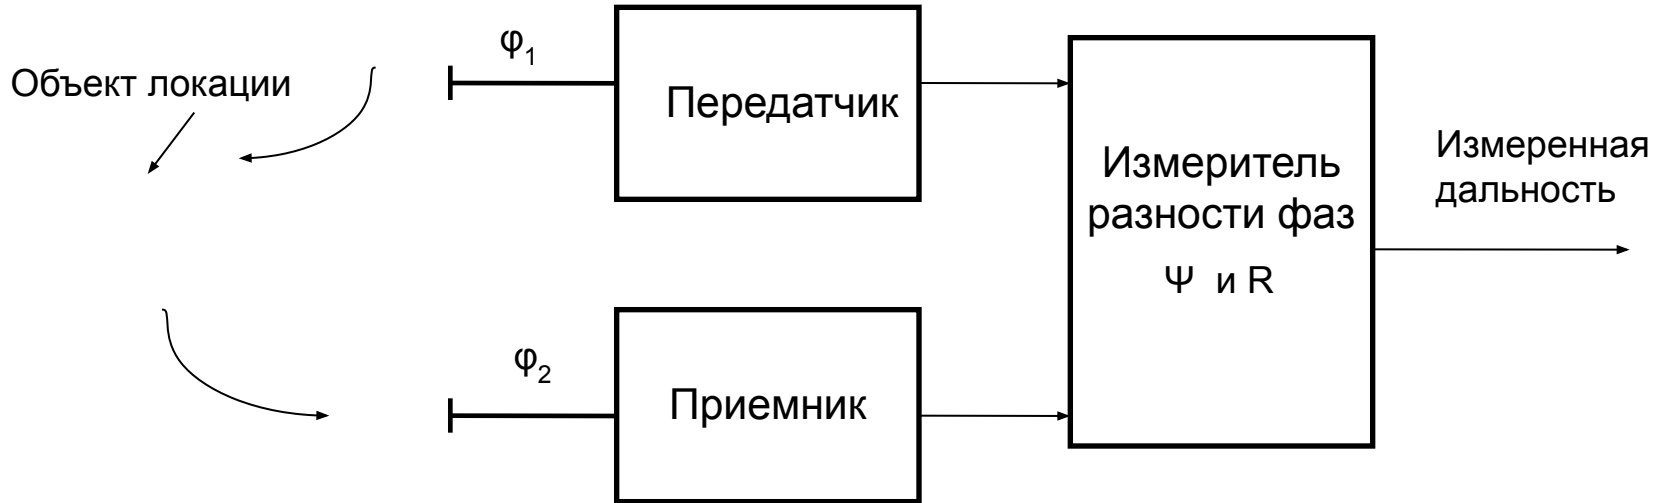 Объект локации
φ1
Передатчик
Измеритель
разности фаз
Ψ и R
Измеренная
дальность
φ2
Приемник